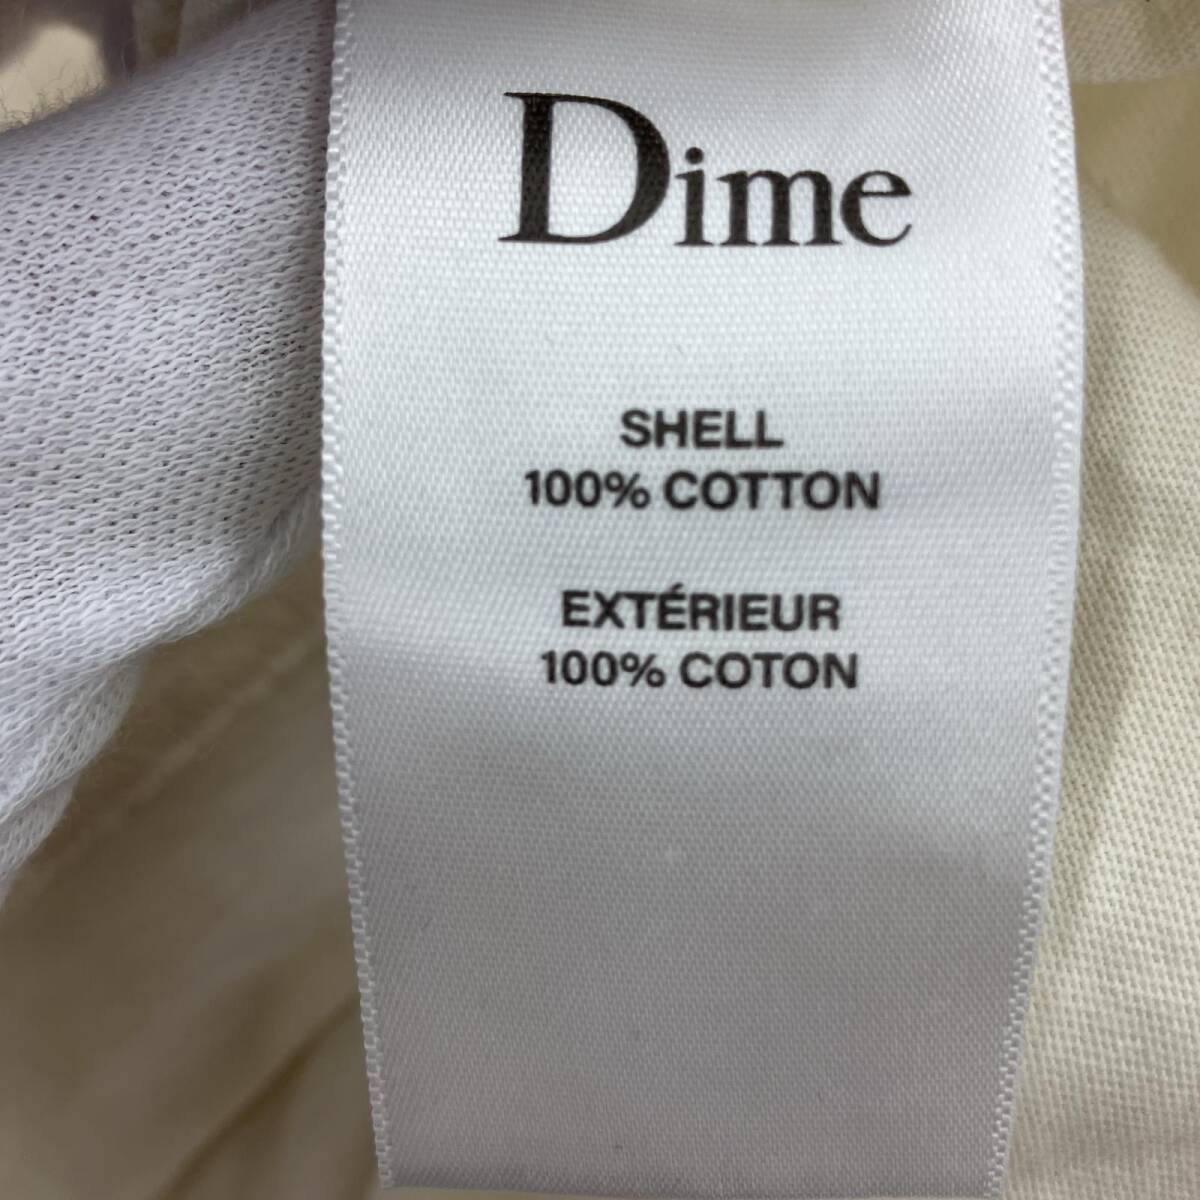 Dime
SHELL
100% COTTON
EXTÉRIEUR
100% COTON